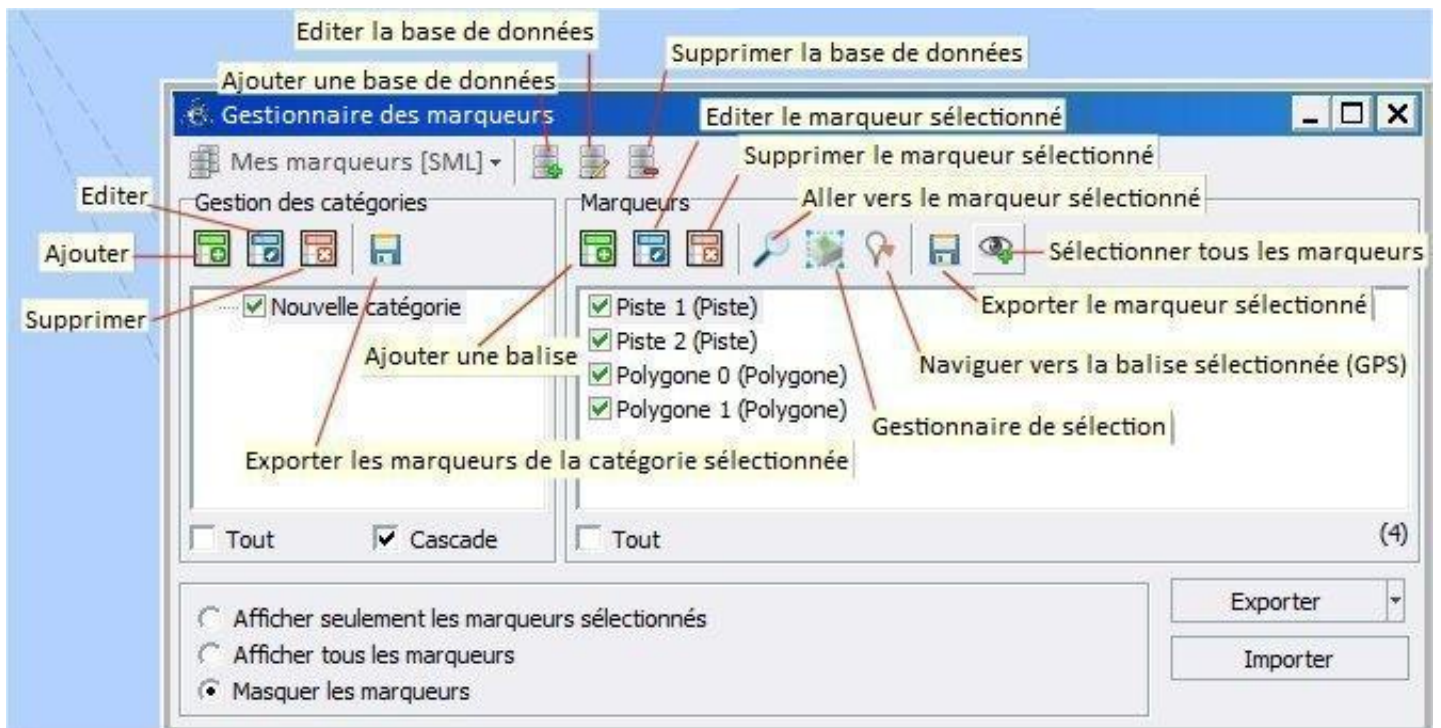 Editer la base de données
Supprimer la base de données
Ajouter une base de données
Gestionnaire des marqueurs
Editer le marqueur sélectionné
Mes marqueurs [SML]
Supprimer le marqueur sélectionné
Editer
Gestion des catégories
Marqueurs
Aller vers le marqueur sélectionné
Ajouter
Sélectionner tous les marqueurs
Supprimer
Nouvelle catégorie
Piste 1 (Piste)
Exporter le marqueur sélectionné
Ajouter une balise
Piste 2 (Piste)
Naviguer vers la balise sélectionnée (GPS)
Polygone 0 (Polygone)
Polygone 1 (Polygone)
Gestionnaire de sélection
Exporter les marqueurs de la catégorie sélectionnée
Tout
Cascade
Tout
(4)
Afficher seulement les marqueurs sélectionnés
Afficher tous les marqueurs
Masquer les marqueurs
Exporter
Importer